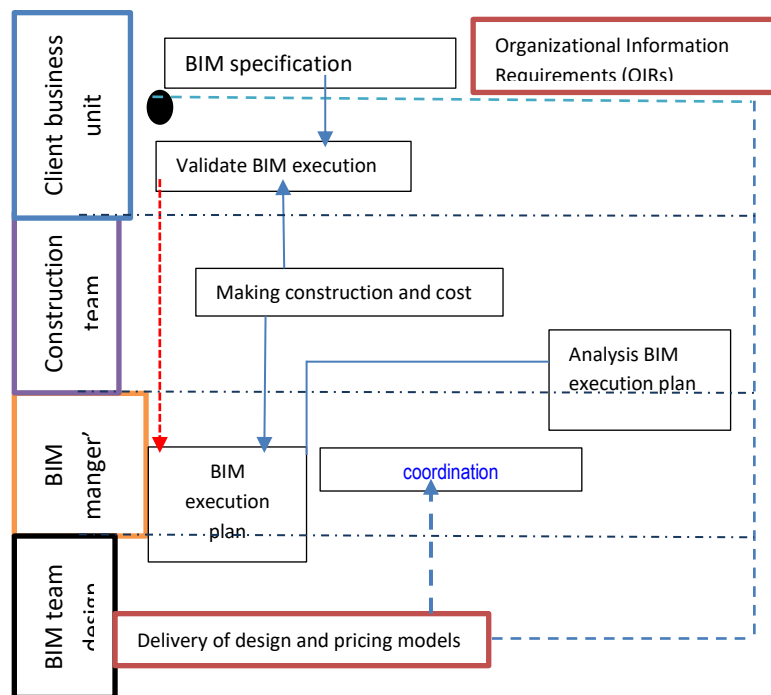 Client business
unit
BIM specification
Organizational Information
Requirements (OIRs)
Validate BIM execution
Construction
team
Making construction and cost
Analysis BIM
execution plan
BIM
manger’
BIM
execution
plan
coordination
BIM team
design
Delivery of design and pricing models